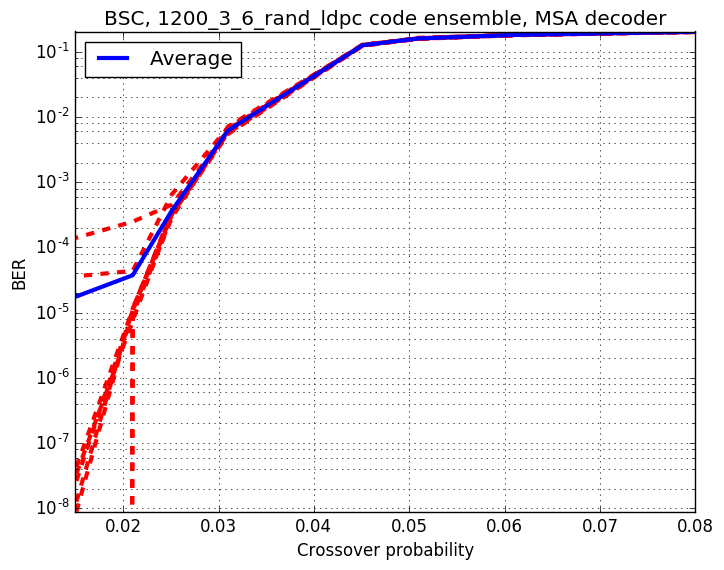 BSC, 1200_3_6_rand_ldpc code ensemble, MSA decoder
Average
BER
10^-1
10^-2
10^-3
10^-4
10^-5
10^-6
10^-7
10^-8
0.02 0.03 0.04 0.05 0.06 0.07 0.08
Crossover probability